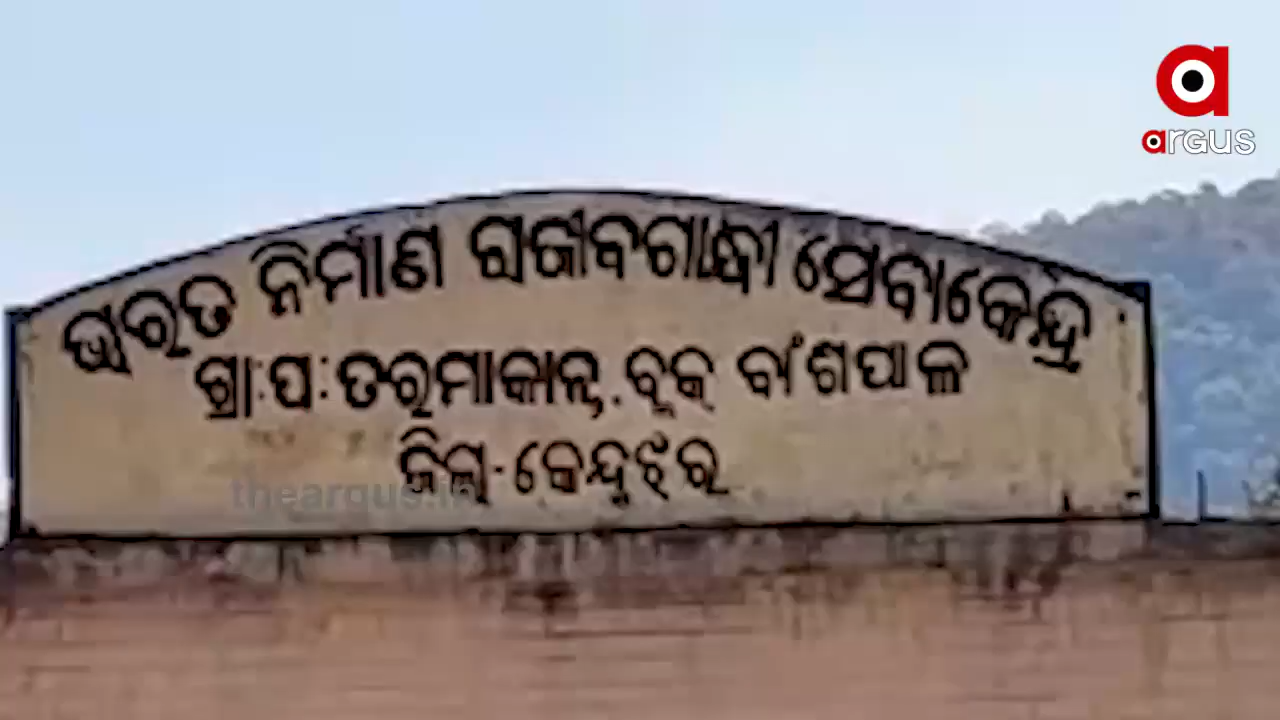 argus
ଭାରତ ନିର୍ମାଣ ରାଜୀବଗାନ୍ଧୀ ସେବାକେନ୍ଦ୍ର
ଗ୍ରା:ପ: ତରମାକାନ୍ତ, ବ୍ଲକ୍ ବାଂଶପାଳ
ଜିଲ୍ଲା-କେନ୍ଦୁଝର
theargus.in